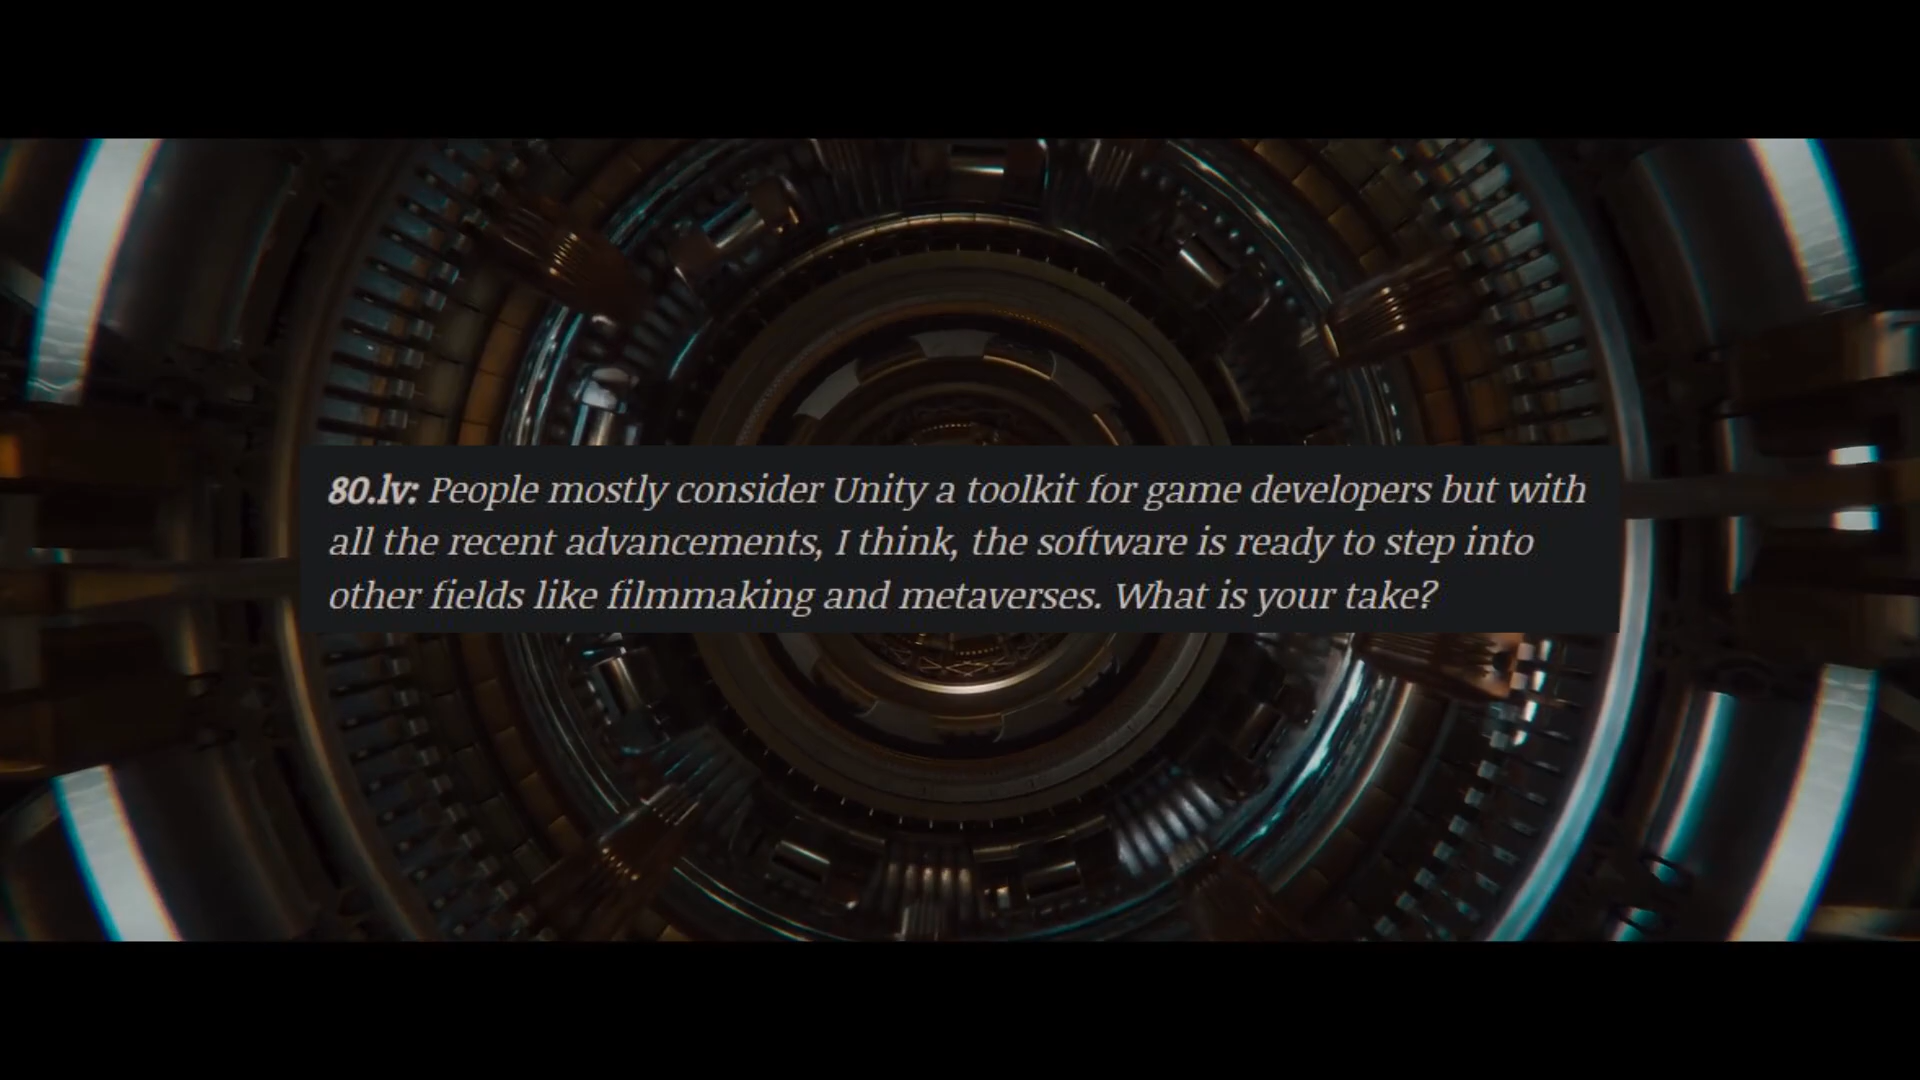 80.lv: People mostly consider Unity a toolkit for game developers but with
all the recent advancements, I think, the software is ready to step into
other fields like filmmaking and metaverses. What is your take?